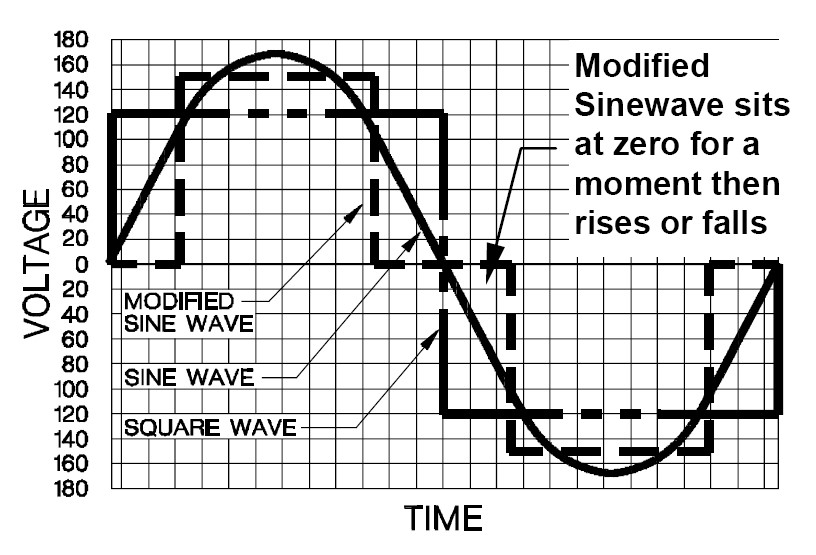 180
160
140
120
100
80
60
40
20
0
20
40
60
80
100
120
140
160
180
VOLTAGE
Modified
Sinewave sits
at zero for a
moment then
rises or falls
MODIFIED
SINE WAVE
SINE WAVE
SQUARE WAVE
TIME